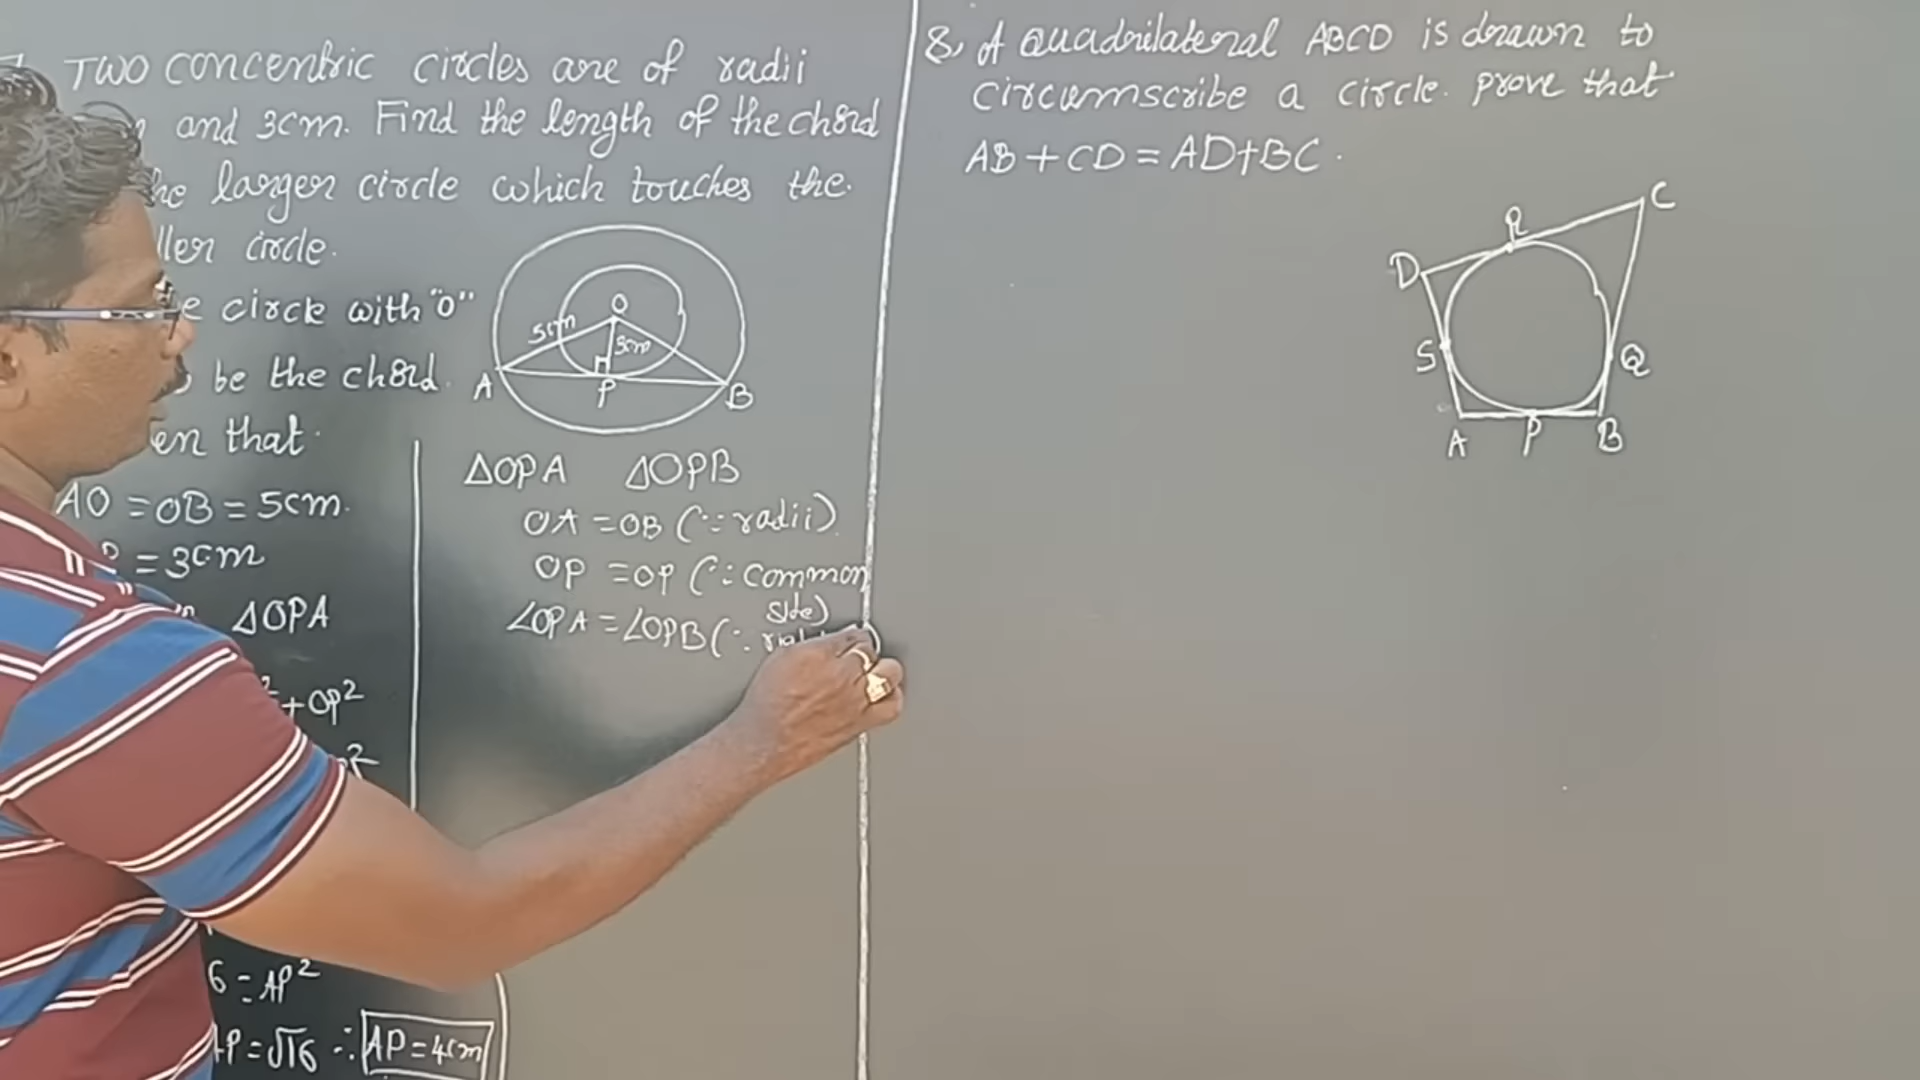 TWO concentric circles are of radii
and 3cm. Find the length of the chord
larger circle which touches the.
circle.
circle with "O"
be the chord.
that.
AO = OB = 5cm.
= 3cm
ΔOPA
+ OP²
6 = AP²
AP = √16 ∴ AP = 4cm
O
5cm
3cm
A
P
B
ΔOPA ΔOPB
OA = OB (∵ radii)
OP = OP (∵ common
side)
∠OPA = ∠OPB (∵
8, A quadrilateral ABCD is drawn to
circumscribe a circle. prove that
AB + CD = AD + BC.
C
R
D
S
Q
A
P
B